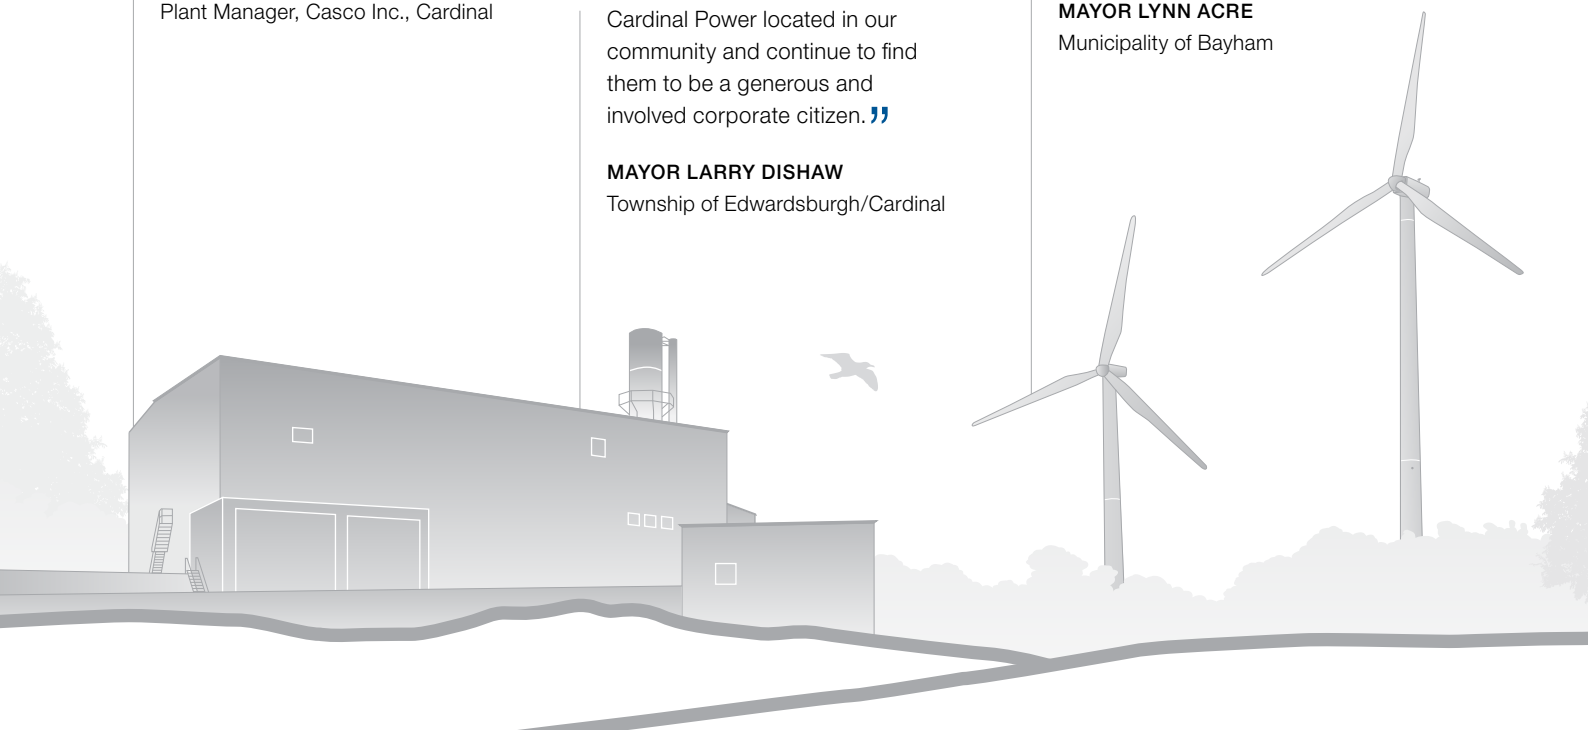 Plant Manager, Casco Inc., Cardinal
Cardinal Power located in our
community and continue to find
them to be a generous and
involved corporate citizen.”
MAYOR LARRY DISHAW
Township of Edwardsburgh/Cardinal
MAYOR LYNN ACRE
Municipality of Bayham